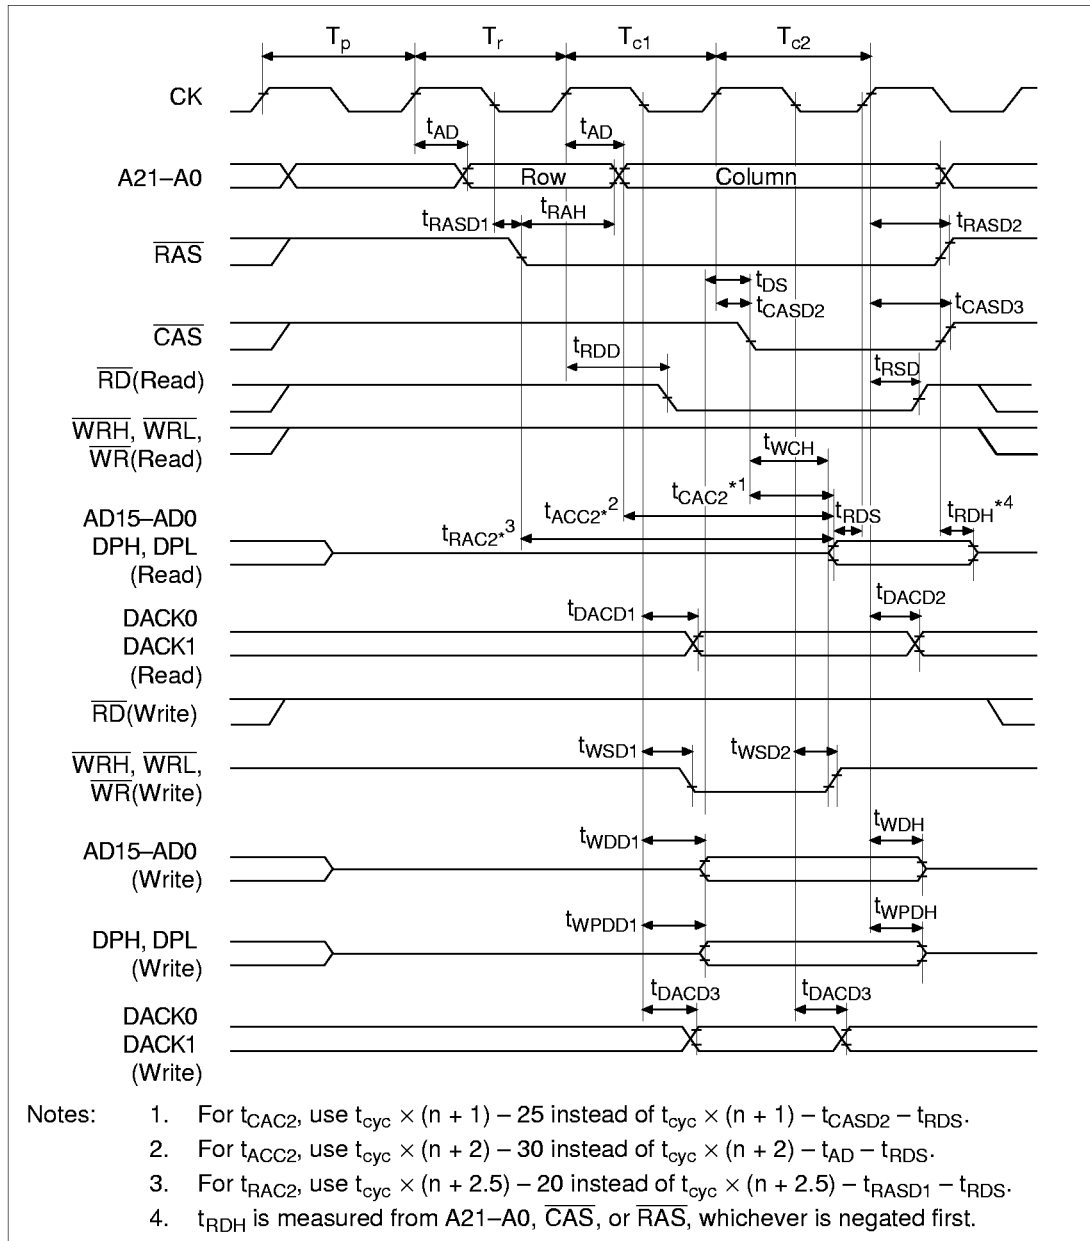 Tp Tr Tc1 Tc2
CK
tAD tAD
A21–A0 Row Column
tRASD1 tRAH tRASD2
RAS
tDS
tCASD2 tCASD3
CAS
tRDD tRSD
RD(Read)
WRH, WRL,
WR(Read)
tWCH
tCAC2*1
tACC2*2
tRDS tRDH*4
tRAC2*3
AD15–AD0
DPH, DPL
(Read)
tDACD1 tDACD2
DACK0
DACK1
(Read)
RD(Write)
tWSD1 tWSD2
WRH, WRL,
WR(Write)
tWDD1 tWDH
AD15–AD0
(Write)
tWPDD1 tWPDH
DPH, DPL
(Write)
tDACD3 tDACD3
DACK0
DACK1
(Write)
Notes: 1. For tCAC2, use tcyc × (n + 1) – 25 instead of tcyc × (n + 1) – tCASD2 – tRDS.
2. For tACC2, use tcyc × (n + 2) – 30 instead of tcyc × (n + 2) – tAD – tRDS.
3. For tRAC2, use tcyc × (n + 2.5) – 20 instead of tcyc × (n + 2.5) – tRASD1 – tRDS.
4. tRDH is measured from A21–A0, CAS, or RAS, whichever is negated first.